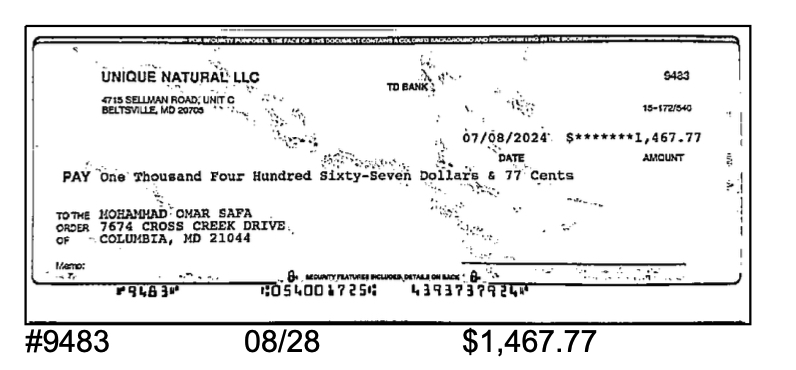 FOR SECURITY PURPOSES, THE FACE OF THIS DOCUMENT CONTAINS A COLORED BACKGROUND AND MICROPRINTING IN THE BORDER
UNIQUE NATURAL LLC
4715 SELLMAN ROAD, UNIT C
BELTSVILLE, MD 20705
TD BANK
9483
15-172/540
07/08/2024 $*******1,467.77
DATE AMOUNT
PAY One Thousand Four Hundred Sixty-Seven Dollars & 77 Cents
TO THE ORDER OF
MOHAMMAD OMAR SAFA
7674 CROSS CREEK DRIVE
COLUMBIA, MD 21044
Memo:
SECURITY FEATURES INCLUDED. DETAILS ON BACK
⑈9483⑈ ⑆054001725⑆ 4393737924⑈
#9483 08/28 $1,467.77